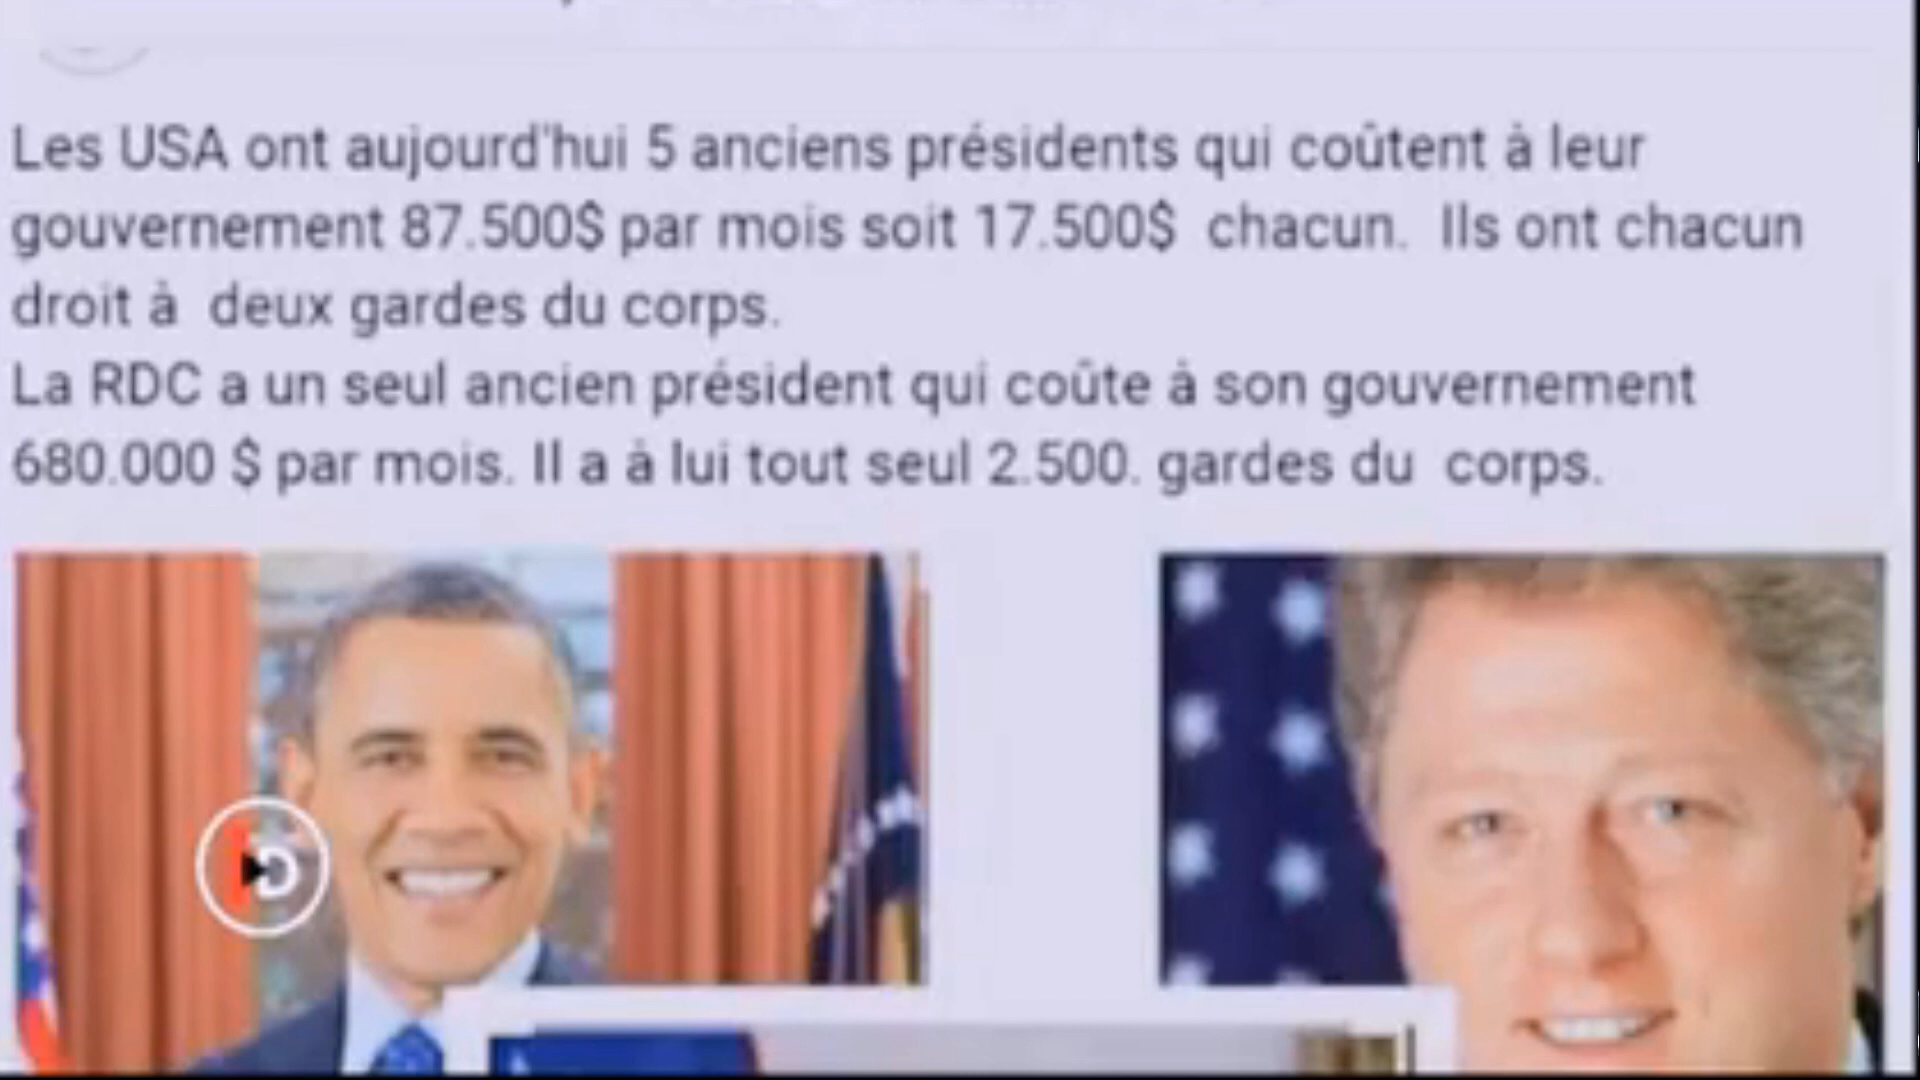 Les USA ont aujourd'hui 5 anciens présidents qui coûtent à leur
gouvernement 87.500$ par mois soit 17.500$ chacun. Ils ont chacun
droit à deux gardes du corps.
La RDC a un seul ancien président qui coûte à son gouvernement
680.000 $ par mois. Il a à lui tout seul 2.500. gardes du corps.